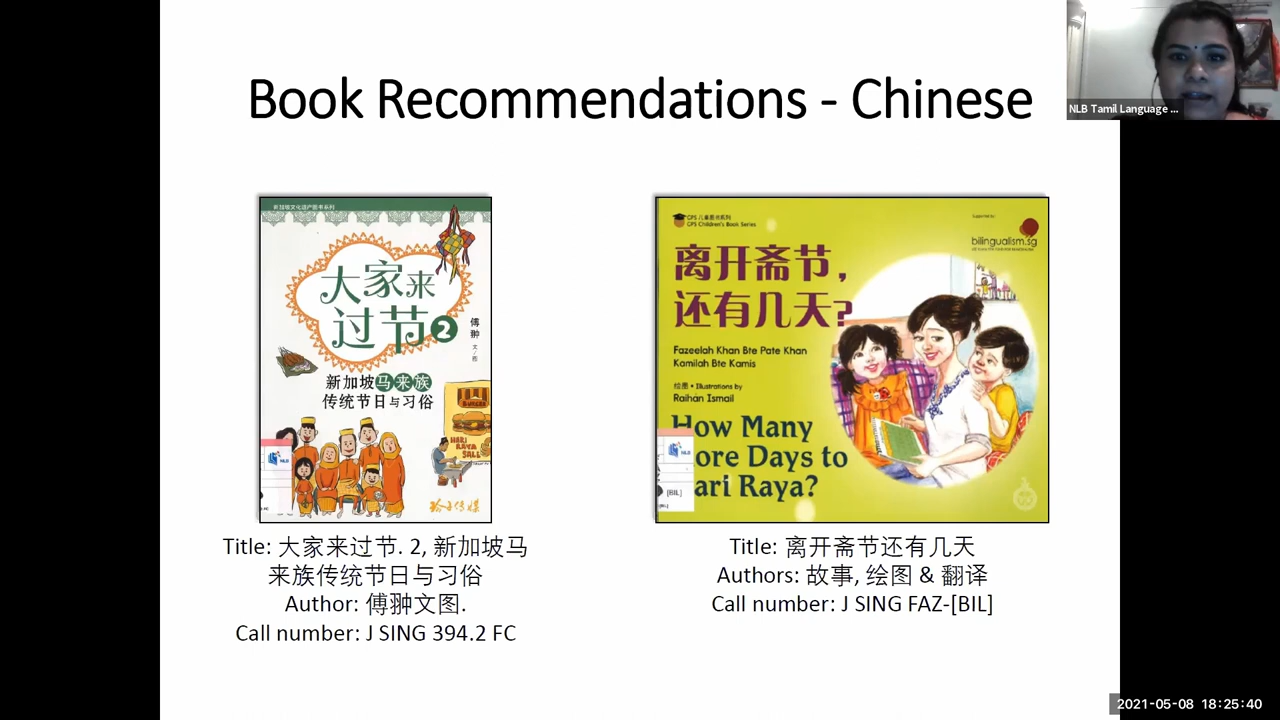 Book Recommendations - Chinese
NLB Tamil Language ...
新加坡文化遗产图书系列
大家来
过节2
傅翀
文/图
新加坡马来族
传统节日与习俗
BURGER
HARI
RAYA
SALE
玲子传媒
NLB
GPS 儿童图书系列
GPS Children's Book Series
Supported by
bilingualism.sg
离开斋节,
还有几天?
Fazeelah Khan Bte Pate Khan
Kamilah Bte Kamis
绘图 • Illustrations by
Raihan Ismail
How Many
ore Days to
ari Raya?
NLB
[BIL]
Title: 大家来过节. 2, 新加坡马
来族传统节日与习俗
Author: 傅翀文图.
Call number: J SING 394.2 FC
Title: 离开斋节还有几天
Authors: 故事, 绘图 & 翻译
Call number: J SING FAZ-[BIL]
2021-05-08 18:25:40